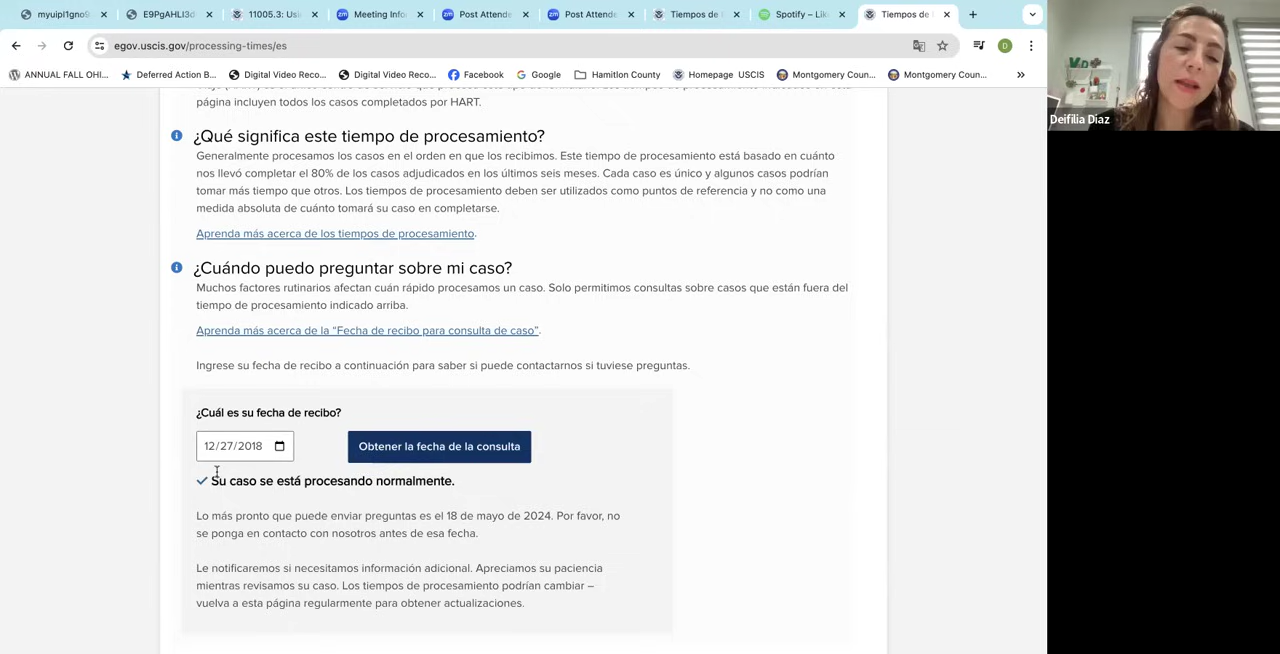 myuipl1gno9
E9PgAHLI3d
11005.3: Usi
Meeting Infor
Post Attende
Post Attende
Tiempos de
Spotify – Lik
Tiempos de
egov.uscis.gov/processing-times/es
D
ANNUAL FALL OHI...
Deferred Action B...
Digital Video Reco...
Digital Video Reco...
Facebook
Google
Hamitlon County
Homepage USCIS
Montgomery Coun...
Montgomery Coun...
página incluyen todos los casos completados por HART.
¿Qué significa este tiempo de procesamiento?
Generalmente procesamos los casos en el orden en que los recibimos. Este tiempo de procesamiento está basado en cuánto
nos llevó completar el 80% de los casos adjudicados en los últimos seis meses. Cada caso es único y algunos casos podrían
tomar más tiempo que otros. Los tiempos de procesamiento deben ser utilizados como puntos de referencia y no como una
medida absoluta de cuánto tomará su caso en completarse.
Aprenda más acerca de los tiempos de procesamiento.
¿Cuándo puedo preguntar sobre mi caso?
Muchos factores rutinarios afectan cuán rápido procesamos un caso. Solo permitimos consultas sobre casos que están fuera del
tiempo de procesamiento indicado arriba.
Aprenda más acerca de la “Fecha de recibo para consulta de caso”.
Ingrese su fecha de recibo a continuación para saber si puede contactarnos si tuviese preguntas.
¿Cuál es su fecha de recibo?
12/27/2018
Obtener la fecha de la consulta
Su caso se está procesando normalmente.
Lo más pronto que puede enviar preguntas es el 18 de mayo de 2024. Por favor, no
se ponga en contacto con nosotros antes de esa fecha.
Le notificaremos si necesitamos información adicional. Apreciamos su paciencia
mientras revisamos su caso. Los tiempos de procesamiento podrían cambiar –
vuelva a esta página regularmente para obtener actualizaciones.
VD
Deifilia Diaz